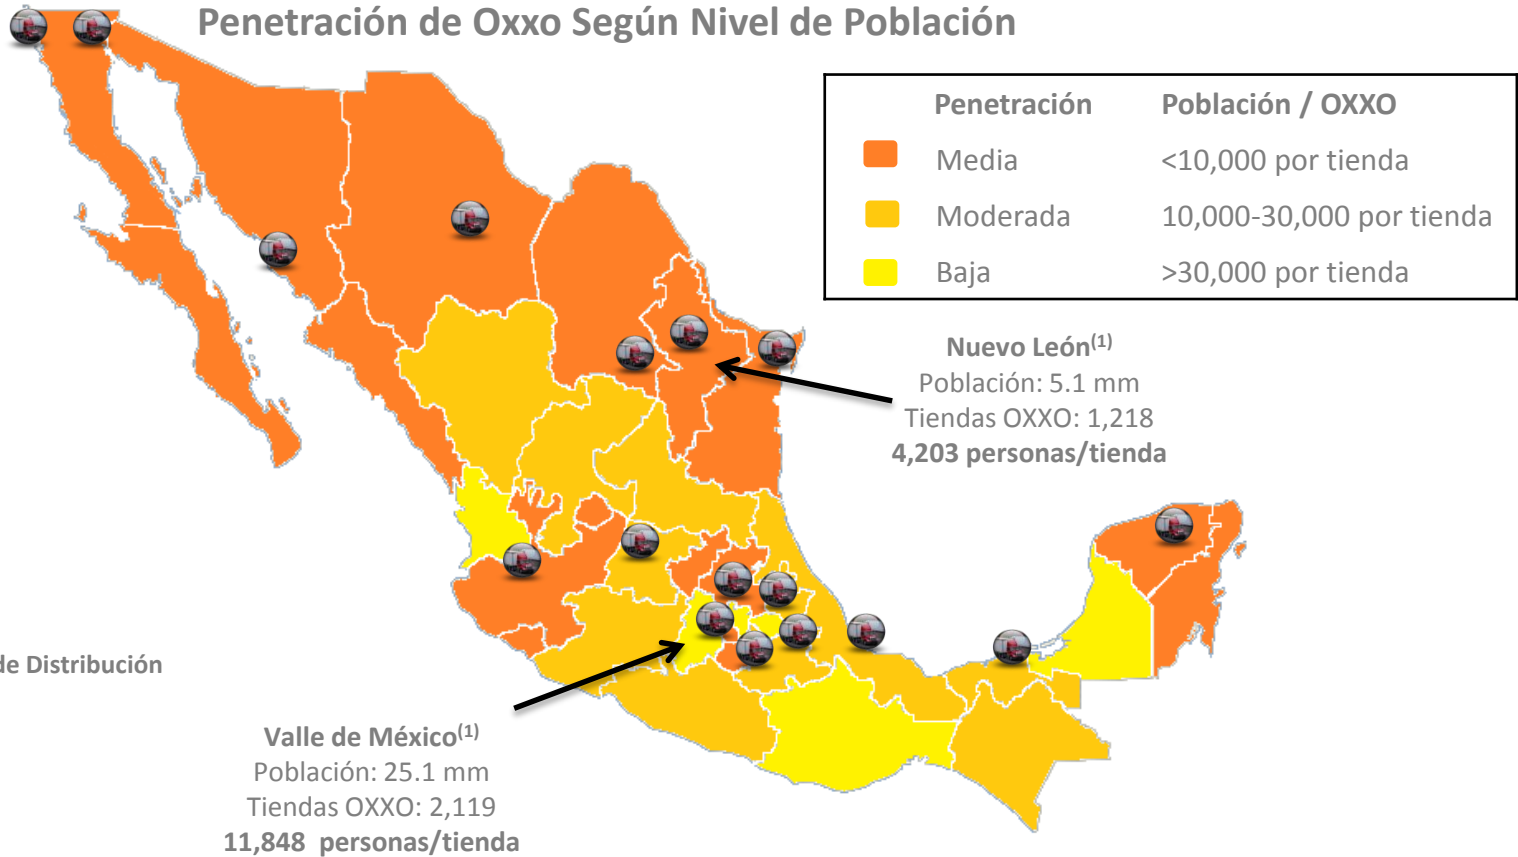 Penetración de Oxxo Según Nivel de Población
Penetración Población / OXXO
Media <10,000 por tienda
Moderada 10,000-30,000 por tienda
Baja >30,000 por tienda
Nuevo León(1)
Población: 5.1 mm
Tiendas OXXO: 1,218
4,203 personas/tienda
de Distribución
Valle de México(1)
Población: 25.1 mm
Tiendas OXXO: 2,119
11,848 personas/tienda